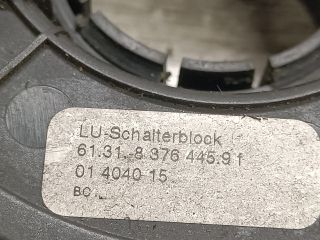 LU-Schalterblock
61.31-8 376 445.9 f
01 4040 15
BC